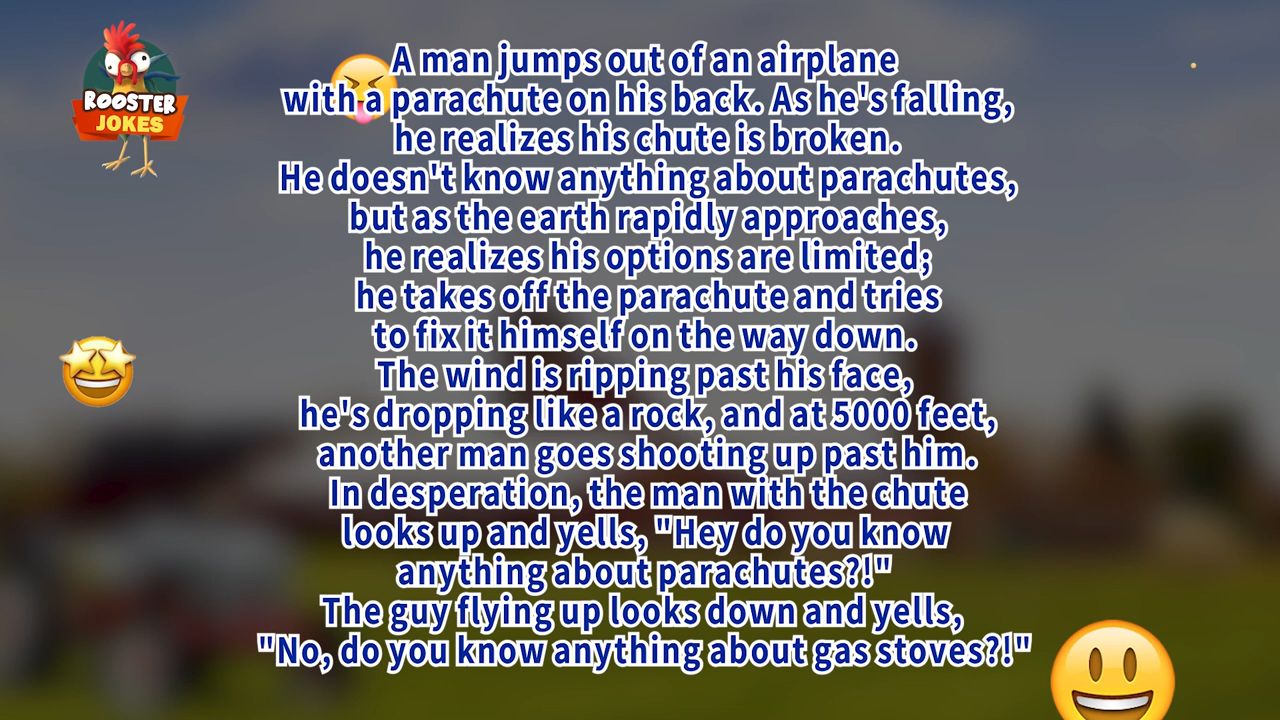 ROOSTER
JOKES
A man jumps out of an airplane
with a parachute on his back. As he's falling,
he realizes his chute is broken.
He doesn't know anything about parachutes,
but as the earth rapidly approaches,
he realizes his options are limited;
he takes off the parachute and tries
to fix it himself on the way down.
The wind is ripping past his face,
he's dropping like a rock, and at 5000 feet,
another man goes shooting up past him.
In desperation, the man with the chute
looks up and yells, "Hey do you know
anything about parachutes?!"
The guy flying up looks down and yells,
"No, do you know anything about gas stoves?!"